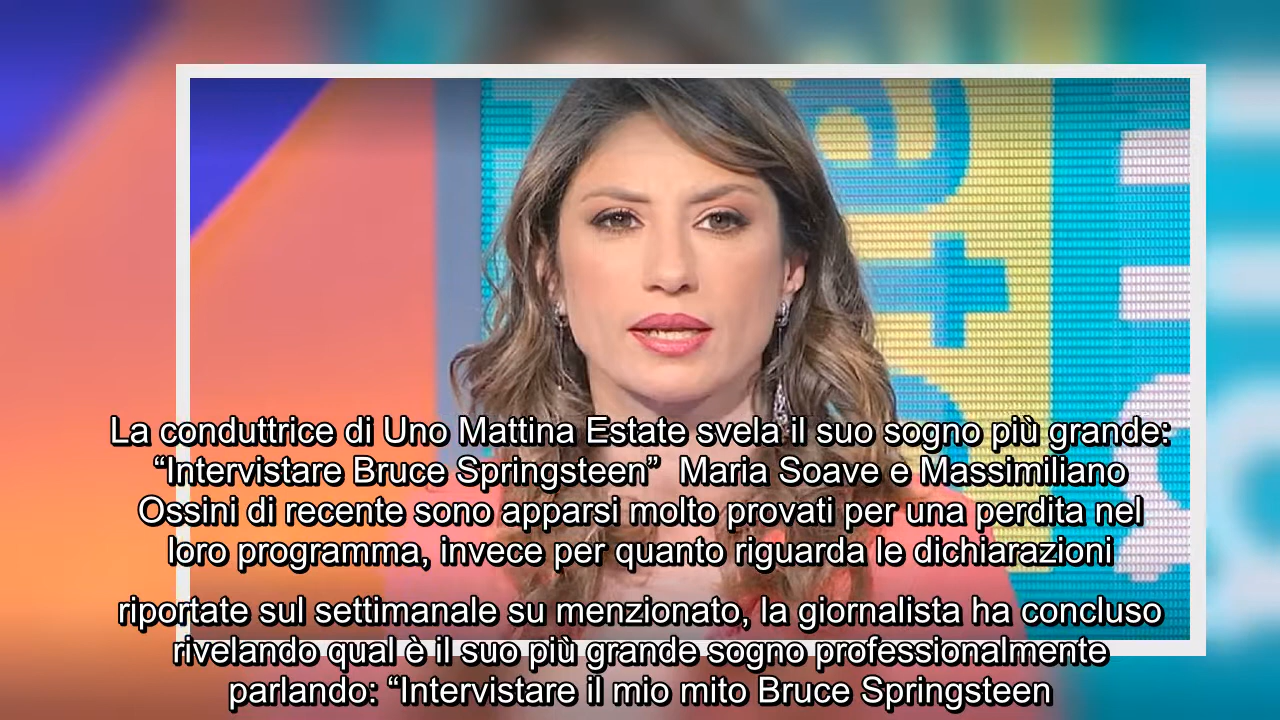 La conduttrice di Uno Mattina Estate svela il suo sogno più grande:
“Intervistare Bruce Springsteen”  Maria Soave e Massimiliano
Ossini di recente sono apparsi molto provati per una perdita nel
loro programma, invece per quanto riguarda le dichiarazioni
riportate sul settimanale su menzionato, la giornalista ha concluso
rivelando qual è il suo più grande sogno professionalmente
parlando: “Intervistare il mio mito Bruce Springsteen